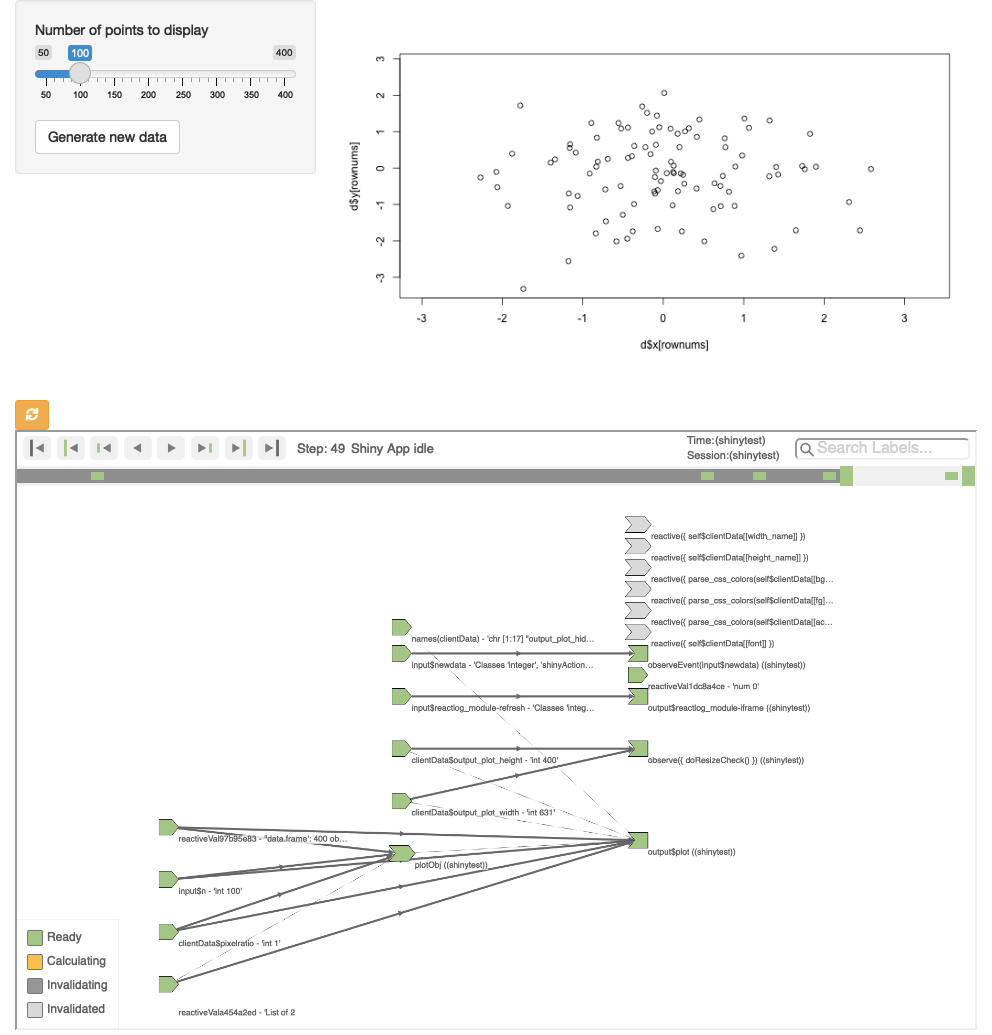 Number of points to display
50 100 400
50 100 150 200 250 300 350 400
Generate new data
3
2
1
0
-1
-2
-3
d$y[rownums]
-3 -2 -1 0 1 2 3
d$x[rownums]
Step: 49 Shiny App idle
Time:(shinytest)
Session:(shinytest)
Search Labels...
reactive({ self$clientData[[width_name]] })
reactive({ self$clientData[[height_name]] })
reactive({ parse_css_colors(self$clientData[[bg...
reactive({ parse_css_colors(self$clientData[[fg]...
reactive({ parse_css_colors(self$clientData[[ac...
names(clientData) - 'chr [1:17] "output_plot_hid...
reactive({ self$clientData[[font]] })
input$newdata - 'Classes 'integer', 'shinyAction...
observeEvent(input$newdata) ((shinytest))
reactiveVal1dc8a4ce - 'num 0'
input$reactlog_module-refresh - 'Classes 'integ...
output$reactlog_module-iframe ((shinytest))
clientData$output_plot_height - 'int 400'
observe({ doResizeCheck() }) ((shinytest))
clientData$output_plot_width - 'int 631'
reactiveVal97b95e83 - "data.frame': 400 ob...
output$plot ((shinytest))
plotObj ((shinytest))
input$n - 'int 100'
clientData$pixelratio - 'int 1'
Ready
Calculating
Invalidating
Invalidated
reactiveVala454a2ed - 'List of 2